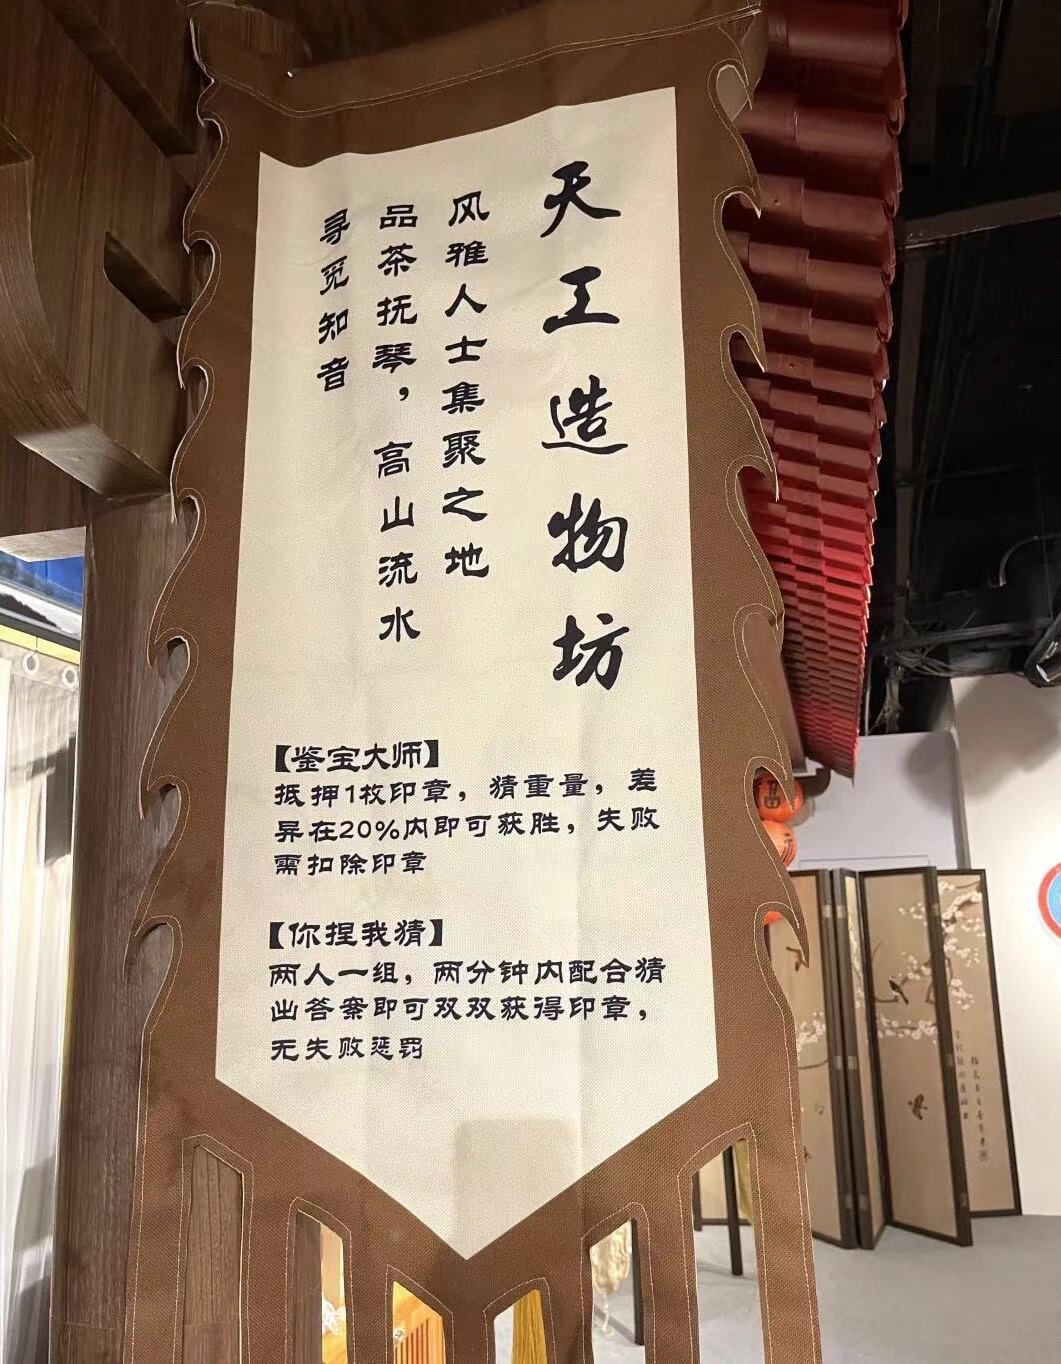 天工造物坊
风雅人士集聚之地
品茶抚琴，高山流水
寻觅知音
【鉴宝大师】
抵押1枚印章，猜重量，差
异在20%内即可获胜，失败
需扣除印章
【你捏我猜】
两人一组，两分钟内配合猜
出答案即可双双获得印章，
无失败惩罚
福